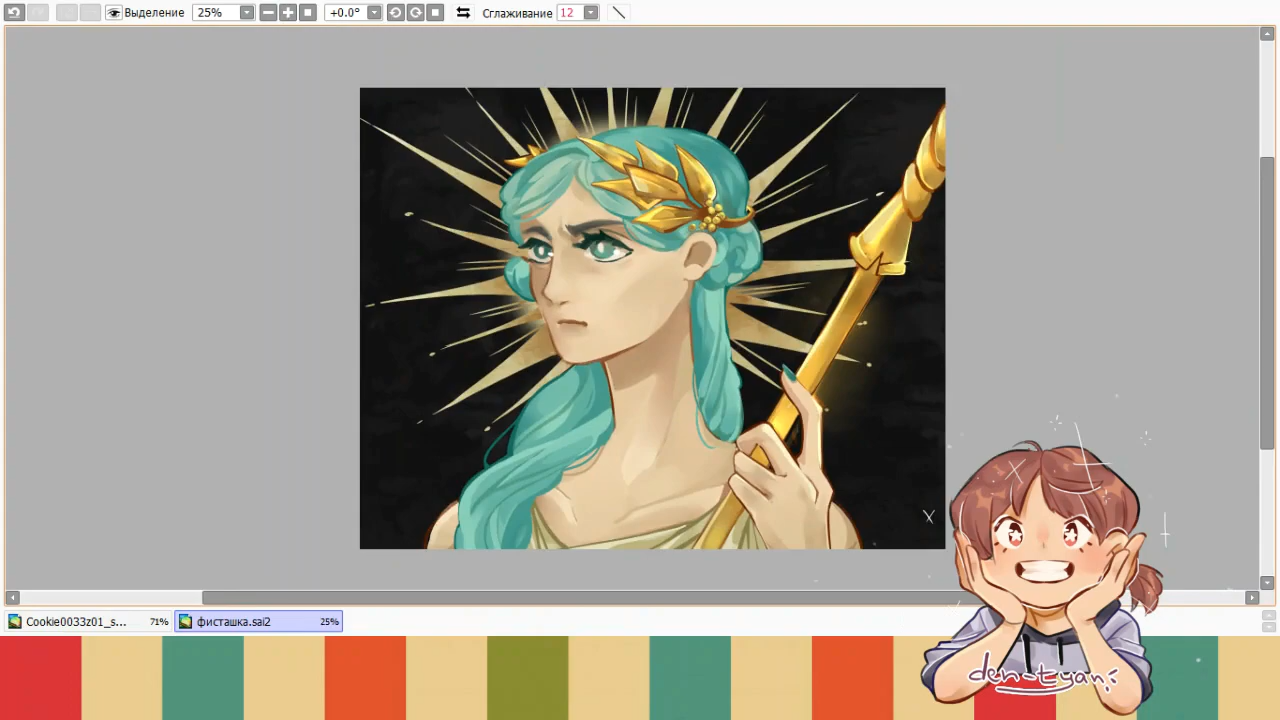 Выделение 25% +0.0° Сглаживание 12
Cookie0033z01_s... 71% фисташка.sai2 25%
den-tyan